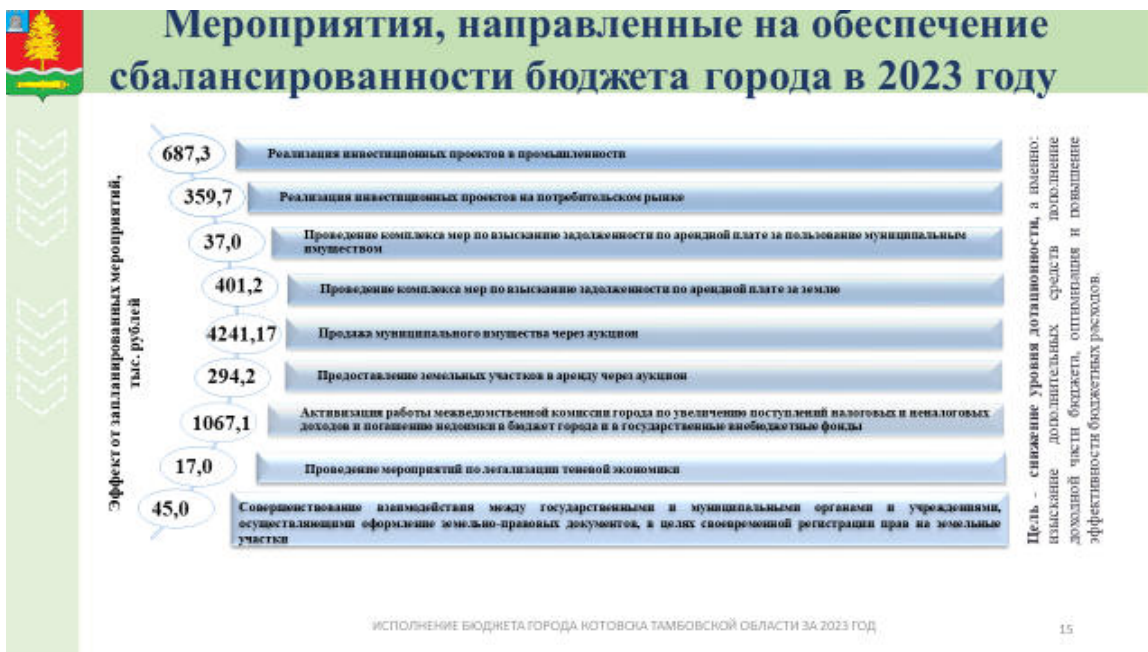 Мероприятия, направленные на обеспечение
сбалансированности бюджета города в 2023 году
Эффект от запланированных мероприятий,
тыс. рублей
687,3
Реализация инвестиционных проектов в промышленности
359,7
Реализация инвестиционных проектов на потребительском рынке
37,0
Проведение комплекса мер по взысканию задолженности по арендной плате за пользование муниципальным
имуществом
401,2
Проведение комплекса мер по взысканию задолженности по арендной плате за землю
4241,17
Продажа муниципального имущества через аукцион
294,2
Предоставление земельных участков в аренду через аукцион
1067,1
Активизация работы межведомственной комиссии города по увеличению поступлений налоговых и неналоговых
доходов и погашению недоимки в бюджет города и в государственные внебюджетные фонды
17,0
Проведение мероприятий по легализации теневой экономики
45,0
Совершенствование взаимодействия между государственными и муниципальными органами и учреждениями,
осуществляющими оформление земельно-правовых документов, в целях своевременной регистрации прав на земельные
участки
Цель – снижение уровня дотационности, а именно:
изыскание дополнительных средств пополнение
доходной части бюджета, оптимизация и повышение
эффективности бюджетных расходов.
ИСПОЛНЕНИЕ БЮДЖЕТА ГОРОДА КОТОВСКА ТАМБОВСКОЙ ОБЛАСТИ ЗА 2023 ГОД
15